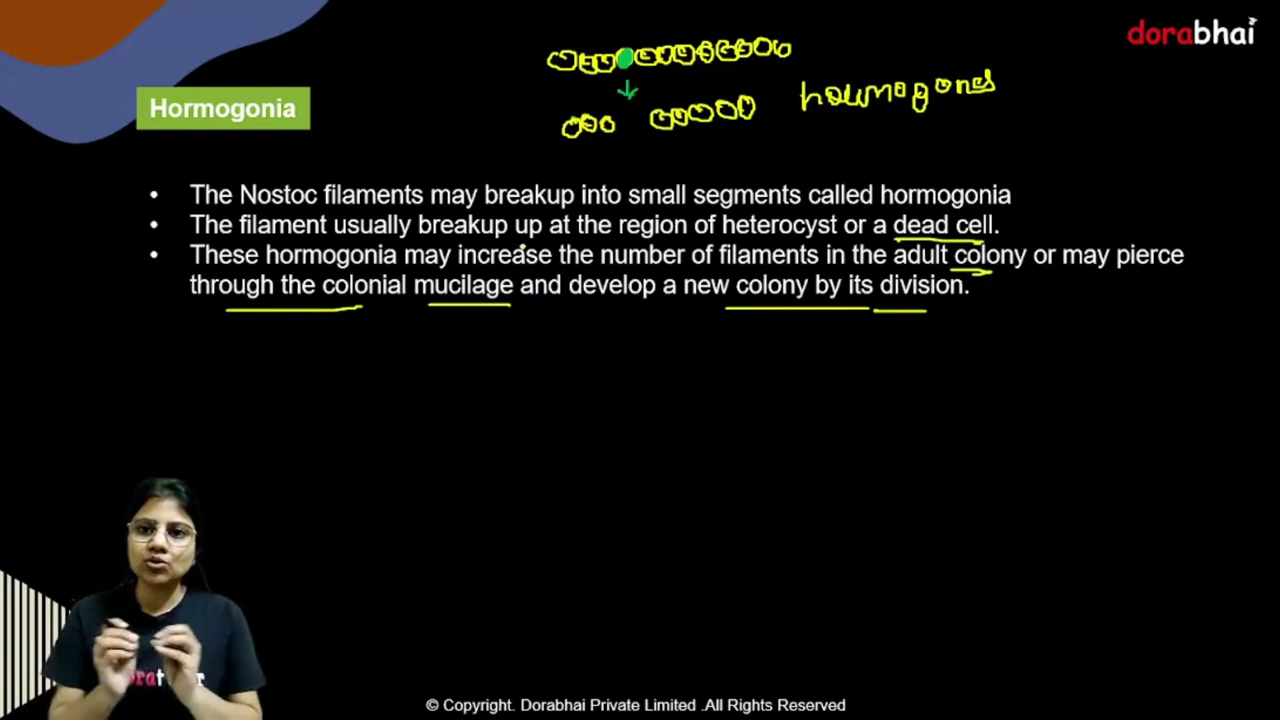 dorabhai
hormogones
Hormogonia
• The Nostoc filaments may breakup into small segments called hormogonia
• The filament usually breakup up at the region of heterocyst or a dead cell.
• These hormogonia may increase the number of filaments in the adult colony or may pierce
through the colonial mucilage and develop a new colony by its division.
© Copyright. Dorabhai Private Limited .All Rights Reserved